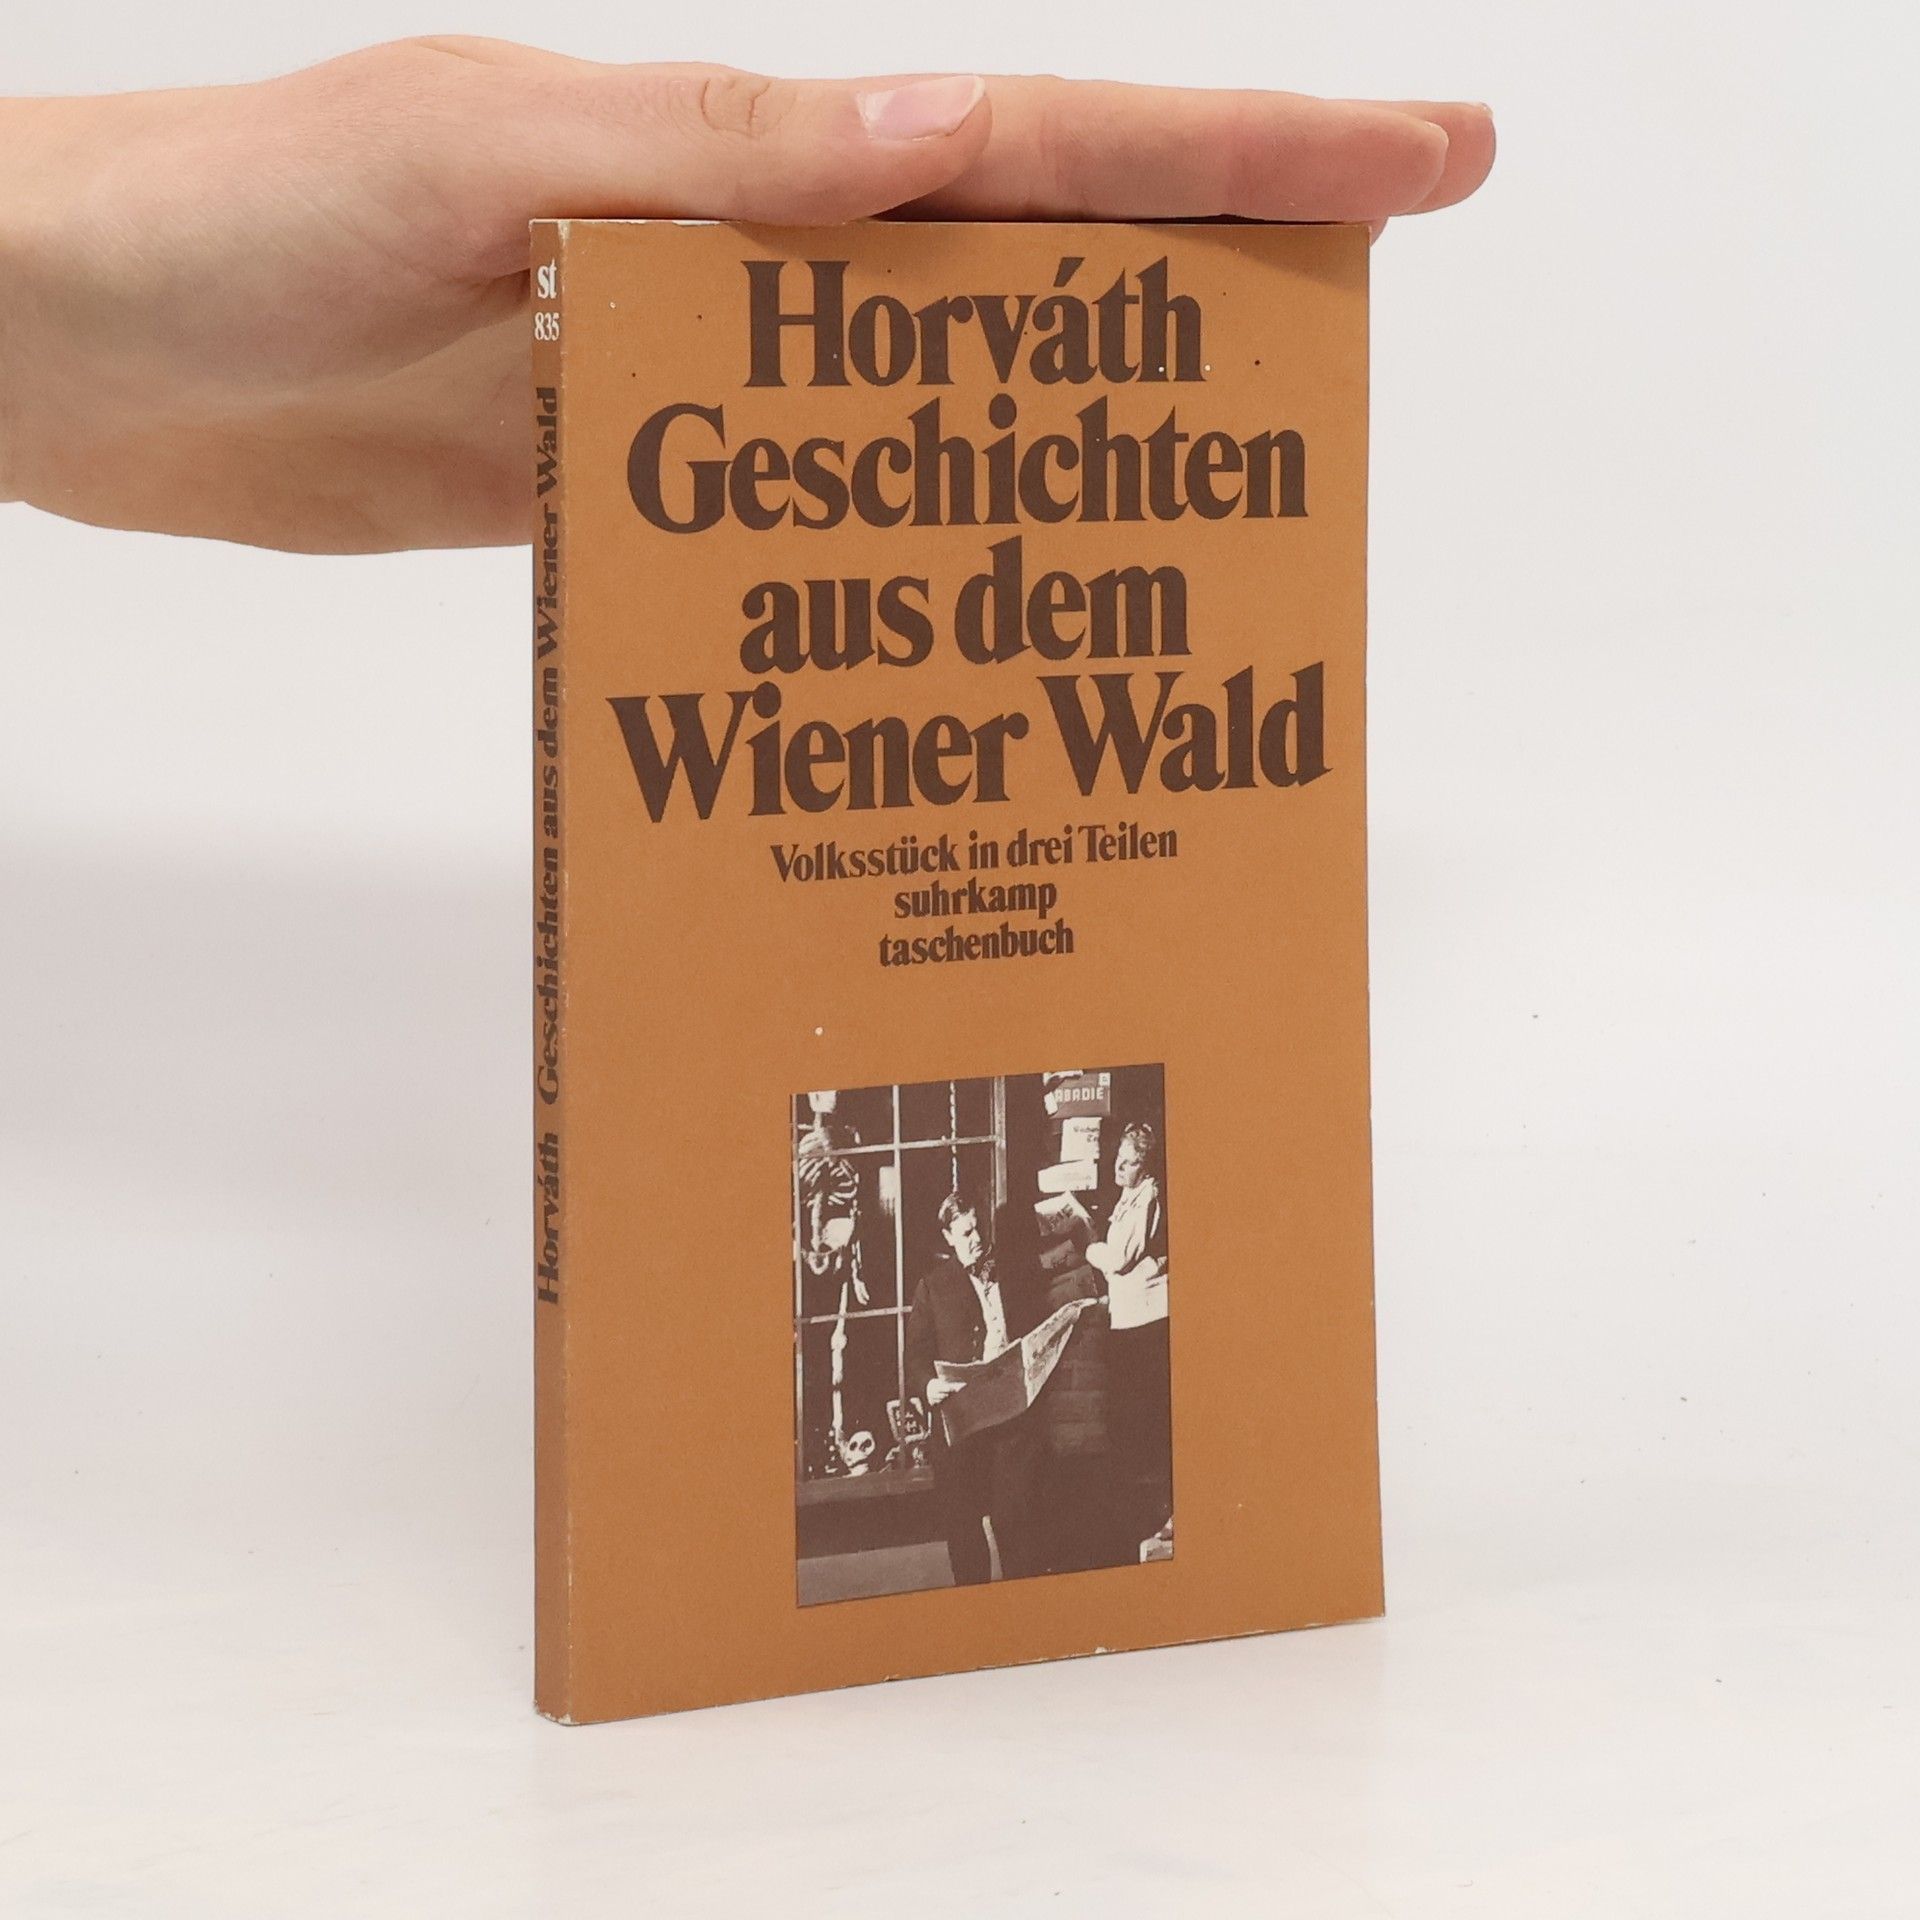 st
835
Horváth Geschichten aus dem Wiener Wald
Horváth
Geschichten
aus dem
Wiener Wald
Volksstück in drei Teilen
suhrkamp
taschenbuch
ABADIE